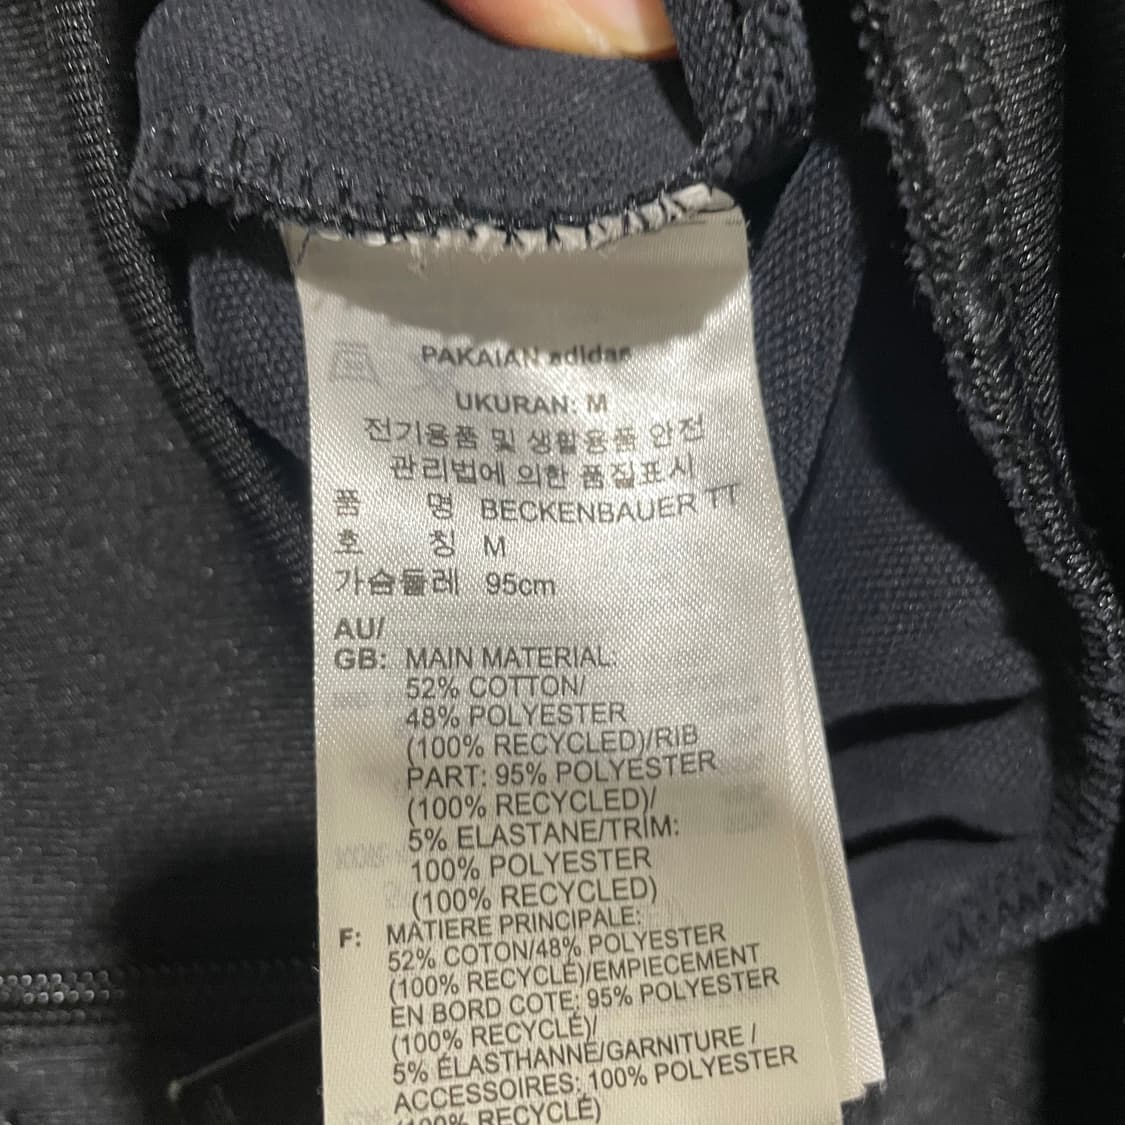 PAKAIAN adidas
UKURAN: M
전기용품 및 생활용품 안전
관리법에 의한 품질표시
품 명 BECKENBAUER TT
호 칭 M
가슴둘레 95cm
AU/
GB: MAIN MATERIAL:
52% COTTON/
48% POLYESTER
(100% RECYCLED)/RIB
PART: 95% POLYESTER
(100% RECYCLED)/
5% ELASTANE/TRIM:
100% POLYESTER
(100% RECYCLED)
F: MATIERE PRINCIPALE:
52% COTON/48% POLYESTER
(100% RECYCLÉ)/EMPIECEMENT
EN BORD COTE: 95% POLYESTER
(100% RECYCLÉ)/
5% ÉLASTHANNE/GARNITURE /
ACCESSOIRES: 100% POLYESTER
(100% RECYCLÉ)